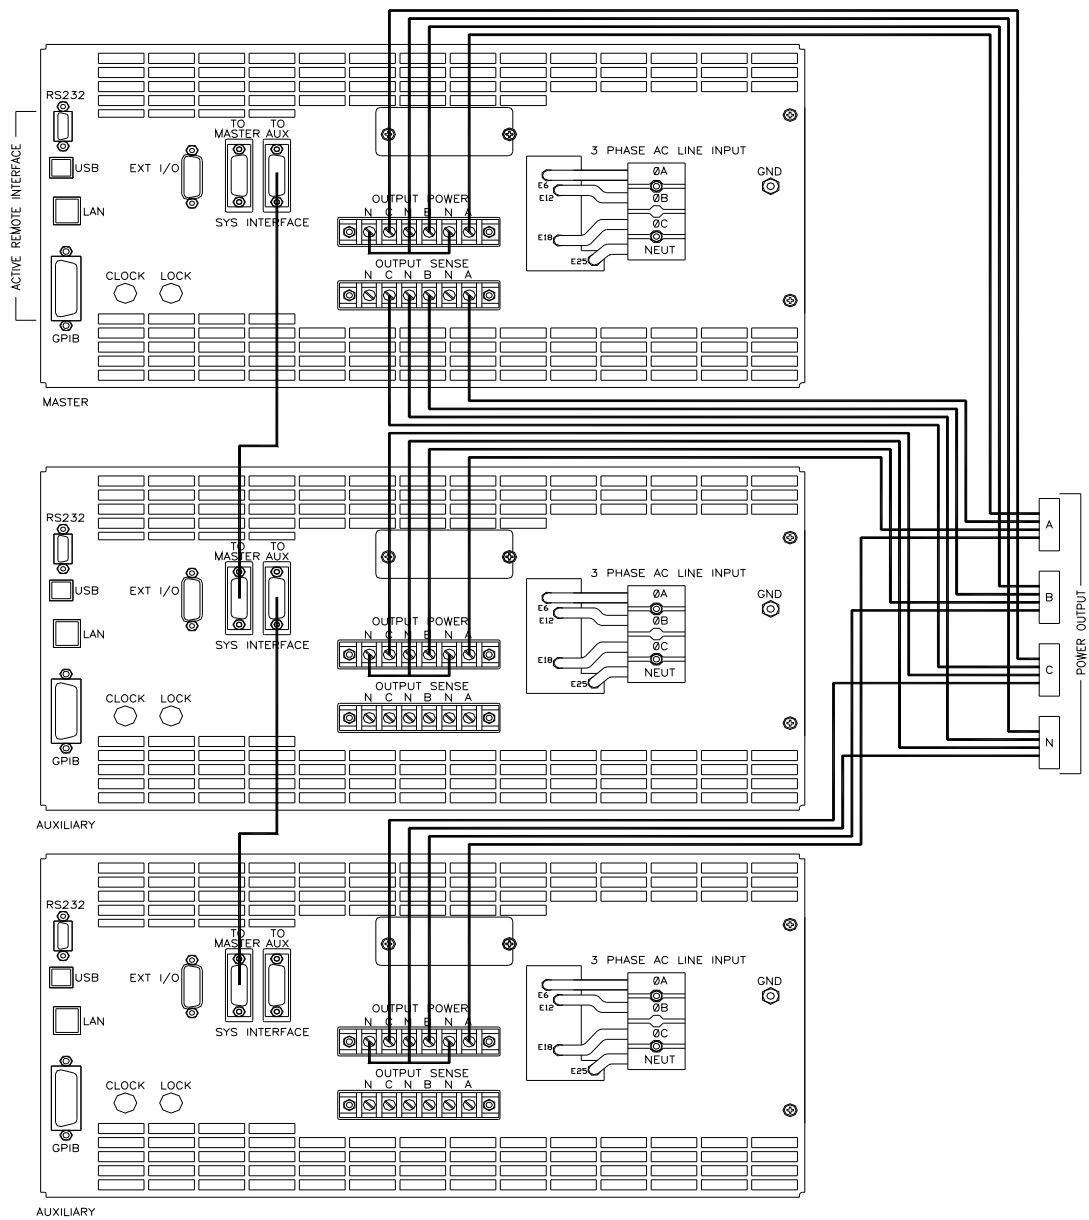 RS232
TO TO
MASTER AUX
3 PHASE AC LINE INPUT
ACTIVE REMOTE INTERFACE
USB
EXT I/O
ØA
GND
E6
E12
LAN
OUTPUT POWER
ØB
N C N B N A
SYS INTERFACE
ØC
E18
NEUT
E25
OUTPUT SENSE
N C N B N A
CLOCK LOCK
GPIB
MASTER
RS232
TO TO
MASTER AUX
3 PHASE AC LINE INPUT
USB
EXT I/O
ØA
GND
E6
E12
LAN
OUTPUT POWER
ØB
N C N B N A
SYS INTERFACE
ØC
E18
NEUT
E25
OUTPUT SENSE
N C N B N A
CLOCK LOCK
GPIB
AUXILIARY
A
B
C
N
POWER OUTPUT
RS232
TO TO
MASTER AUX
3 PHASE AC LINE INPUT
USB
EXT I/O
ØA
GND
E6
E12
LAN
OUTPUT POWER
ØB
N C N B N A
SYS INTERFACE
ØC
E18
NEUT
E25
OUTPUT SENSE
N C N B N A
CLOCK LOCK
GPIB
AUXILIARY